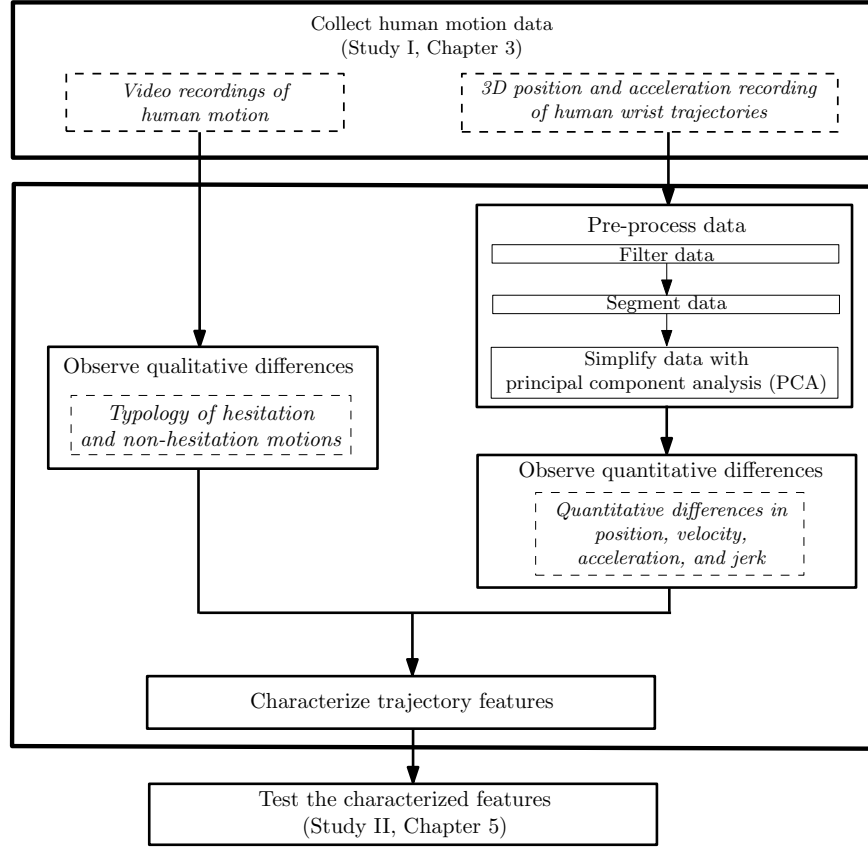 Collect human motion data
(Study I, Chapter 3)
Video recordings of
human motion
3D position and acceleration recording
of human wrist trajectories
Pre-process data
Filter data
Segment data
Simplify data with
principal component analysis (PCA)
Observe qualitative differences
Typology of hesitation
and non-hesitation motions
Observe quantitative differences
Quantitative differences in
position, velocity,
acceleration, and jerk
Characterize trajectory features
Test the characterized features
(Study II, Chapter 5)